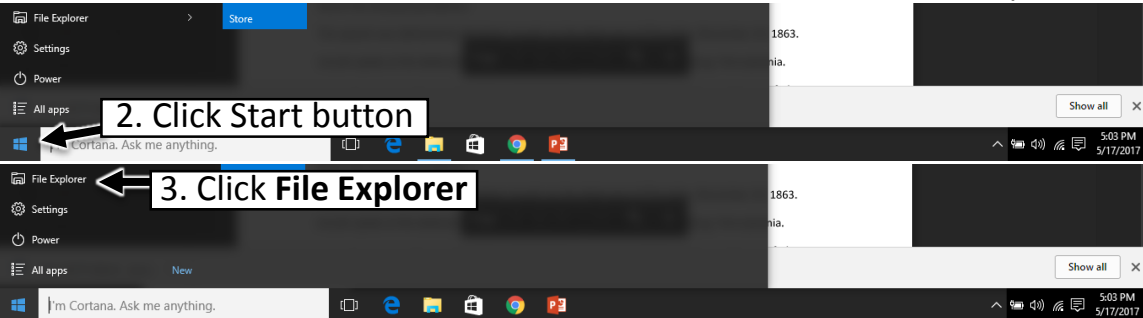 File Explorer > Store
1863.
Settings
nia.
Power
All apps
Show all
2. Click Start button
Cortana. Ask me anything.
5:03 PM
5/17/2017
File Explorer
3. Click File Explorer
1863.
Settings
nia.
Power
All apps New
Show all
I'm Cortana. Ask me anything.
5:03 PM
5/17/2017